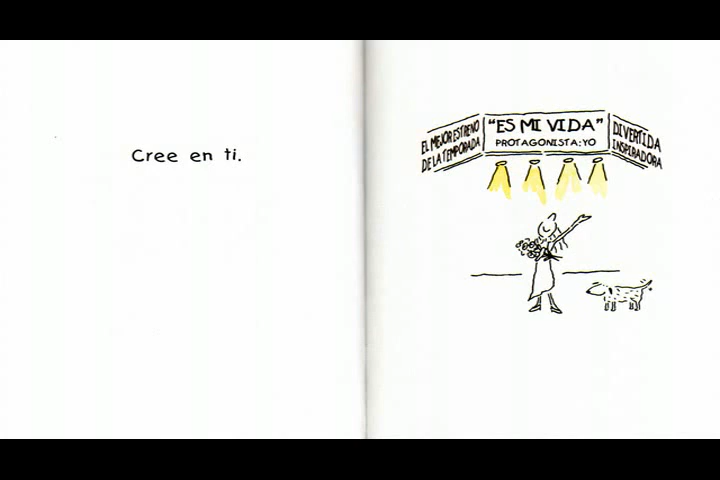 Cree en ti.
EL MEJOR ESTRENO
DE LA TEMPORADA
"ES MI VIDA"
PROTAGONISTA: YO
DIVERTIDA
INSPIRADORA